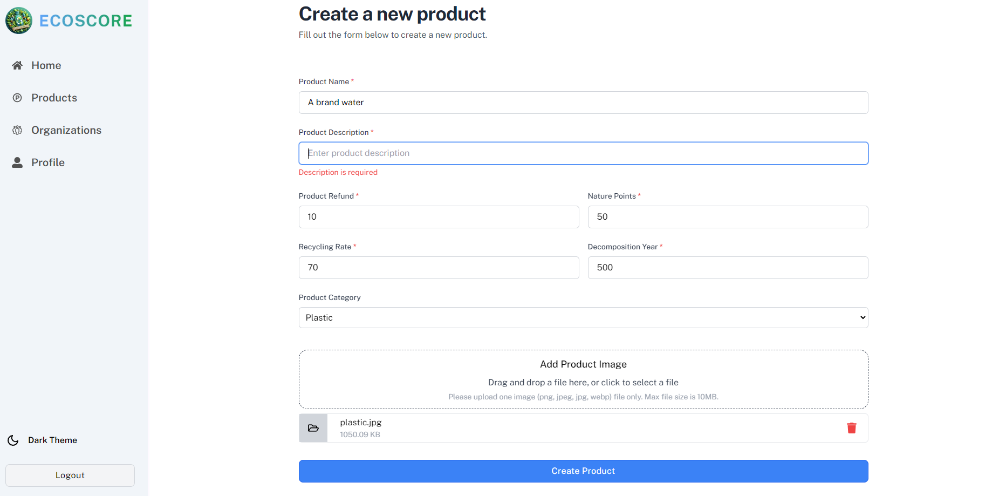 ECOSCORE
Home
Products
Organizations
Profile
Dark Theme
Logout
Create a new product
Fill out the form below to create a new product.
Product Name *
A brand water
Product Description *
Enter product description
Description is required
Product Refund *
Nature Points *
10
50
Recycling Rate *
Decomposition Year *
70
500
Product Category
Plastic
Add Product Image
Drag and drop a file here, or click to select a file
Please upload one image (png, jpeg, jpg, webp) file only. Max file size is 10MB.
plastic.jpg
1050.09 KB
Create Product